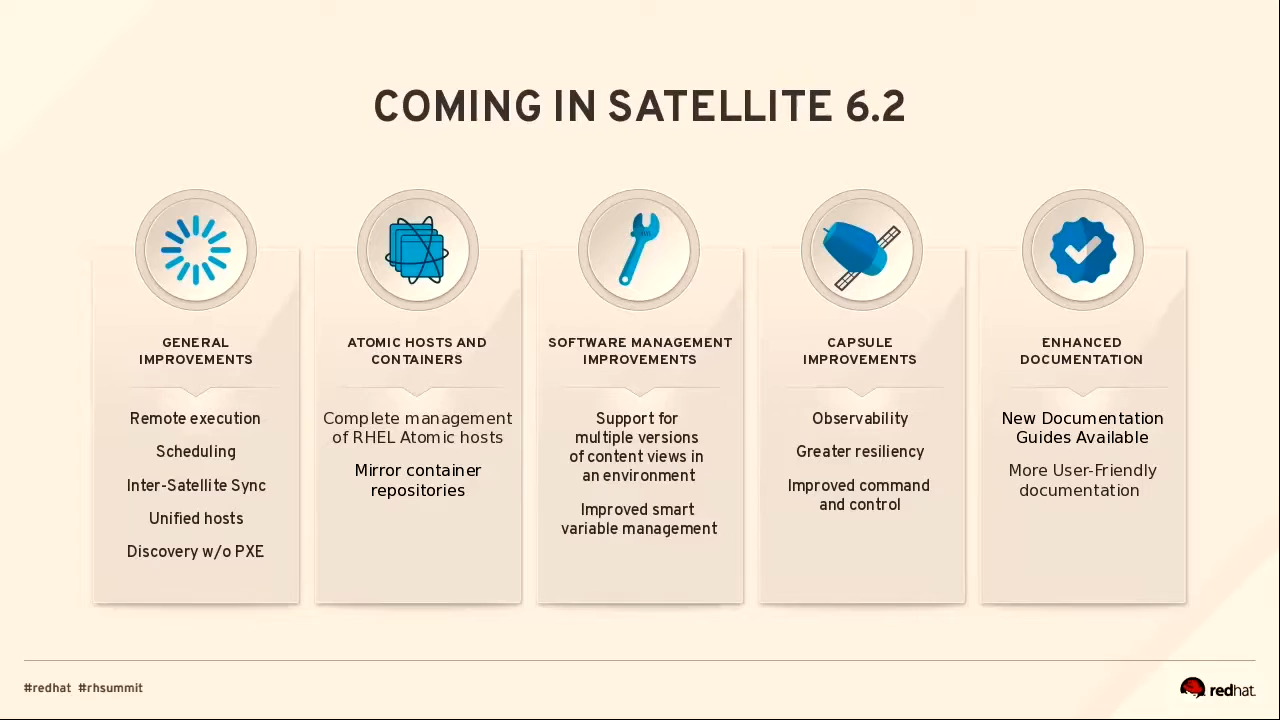 COMING IN SATELLITE 6.2
GENERAL
IMPROVEMENTS
Remote execution
Scheduling
Inter-Satellite Sync
Unified hosts
Discovery w/o PXE
ATOMIC HOSTS AND
CONTAINERS
Complete management
of RHEL Atomic hosts
Mirror container
repositories
SOFTWARE MANAGEMENT
IMPROVEMENTS
Support for
multiple versions
of content views in
an environment
Improved smart
variable management
CAPSULE
IMPROVEMENTS
Observability
Greater resiliency
Improved command
and control
ENHANCED
DOCUMENTATION
New Documentation
Guides Available
More User-Friendly
documentation
#redhat #rhsummit
redhat.